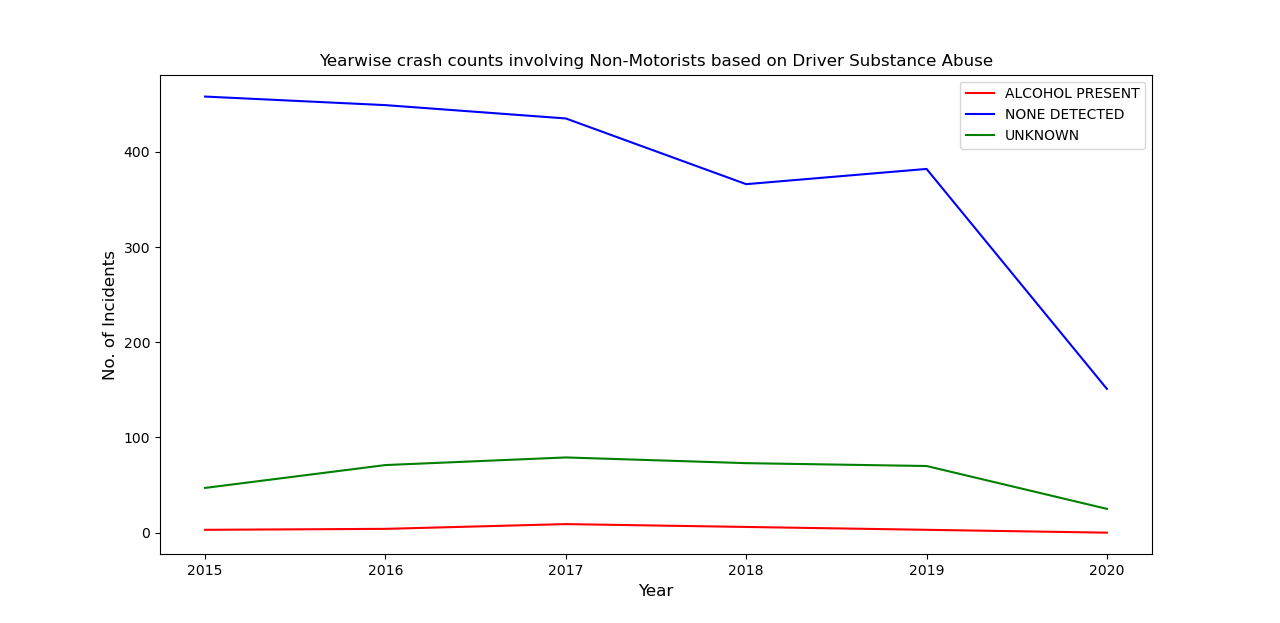 Yearwise crash counts involving Non-Motorists based on Driver Substance Abuse
ALCOHOL PRESENT
NONE DETECTED
UNKNOWN
No. of Incidents
400
300
200
100
0
2015 2016 2017 2018 2019 2020
Year